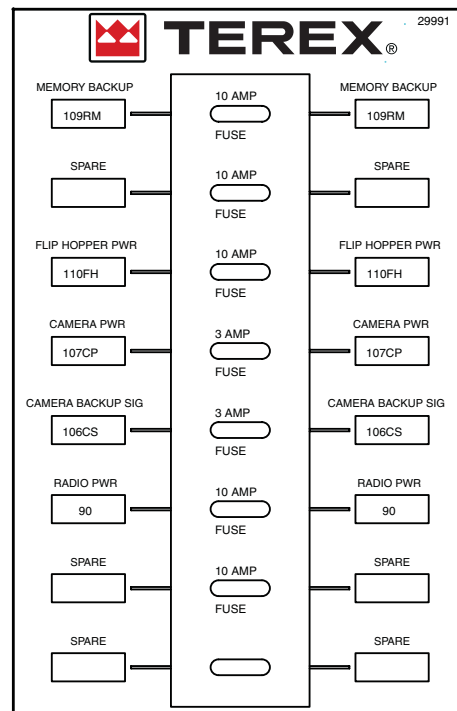 29991
TEREX®
MEMORY BACKUP 10 AMP MEMORY BACKUP
109RM FUSE 109RM
SPARE 10 AMP SPARE
FUSE
FLIP HOPPER PWR 10 AMP FLIP HOPPER PWR
110FH FUSE 110FH
CAMERA PWR 3 AMP CAMERA PWR
107CP FUSE 107CP
CAMERA BACKUP SIG 3 AMP CAMERA BACKUP SIG
106CS FUSE 106CS
RADIO PWR 10 AMP RADIO PWR
90 FUSE 90
SPARE 10 AMP SPARE
FUSE
SPARE SPARE